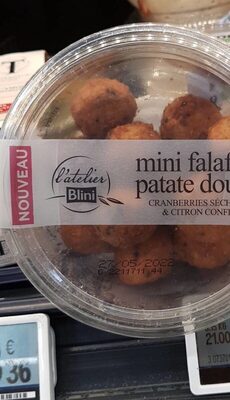 T
NOUVEAU
l'atelier
Blini
mini falaf
patate dou
CRANBERRIES SÉCH
& CITRON CONF
27/05/2022
€
36
21.00